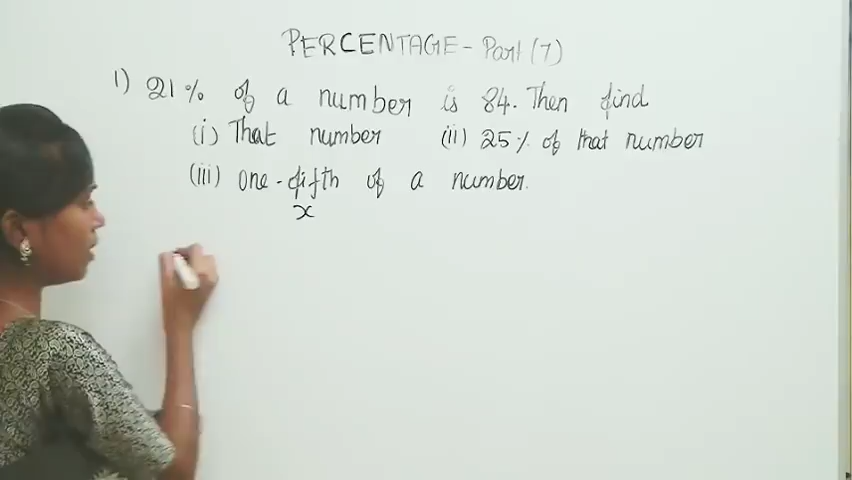 PERCENTAGE - Part (7)
1) 21% of a number is 84. Then find
(i) That number (ii) 25% of that number
(iii) one-fifth of a number.
x